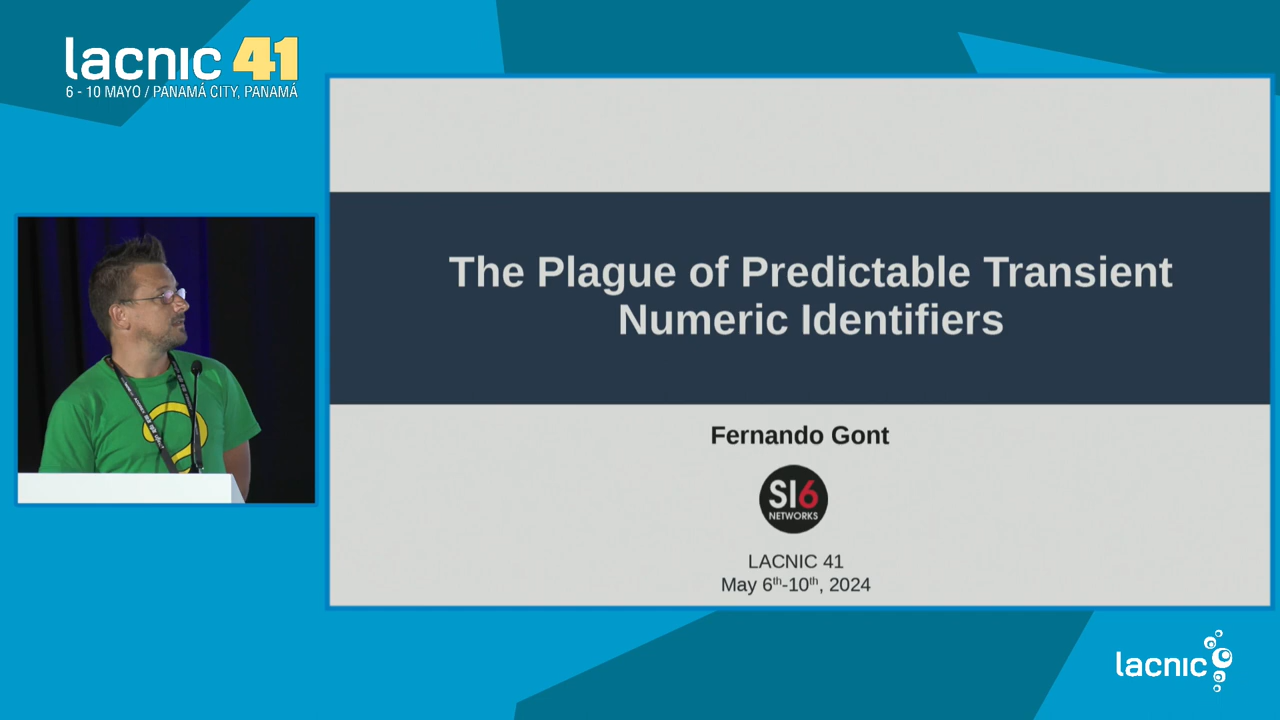 lacnic 41
6 - 10 MAYO / PANAMÁ CITY, PANAMÁ
The Plague of Predictable Transient
Numeric Identifiers
Fernando Gont
SI6
NETWORKS
LACNIC 41
May 6th-10th, 2024
lacnic